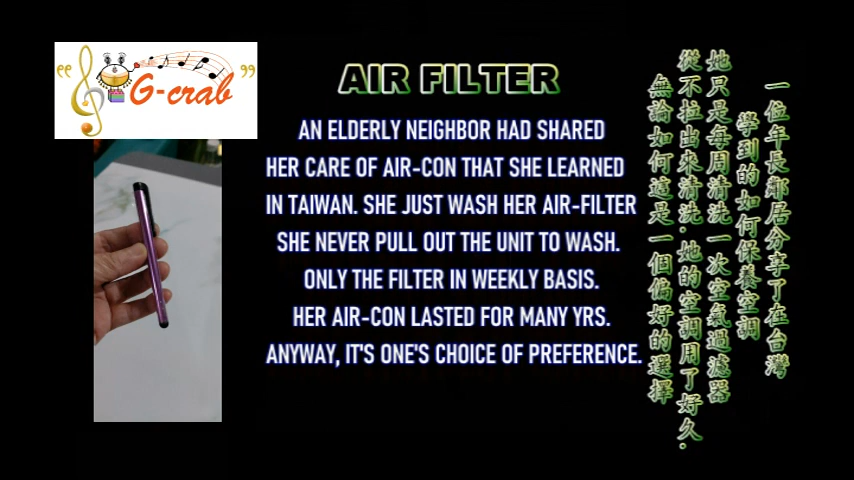 “ G-crab ”
AIR FILTER
AN ELDERLY NEIGHBOR HAD SHARED
HER CARE OF AIR-CON THAT SHE LEARNED
IN TAIWAN. SHE JUST WASH HER AIR-FILTER
SHE NEVER PULL OUT THE UNIT TO WASH.
ONLY THE FILTER IN WEEKLY BASIS.
HER AIR-CON LASTED FOR MANY YRS.
ANYWAY, IT'S ONE'S CHOICE OF PREFERENCE.
一位年長鄰居分享了在台灣
學到的如何保養空調
她只是每周清洗一次空氣過濾器
從不拉出來清洗.她的空調用了好久.
無論如何這是一個偏好的選擇